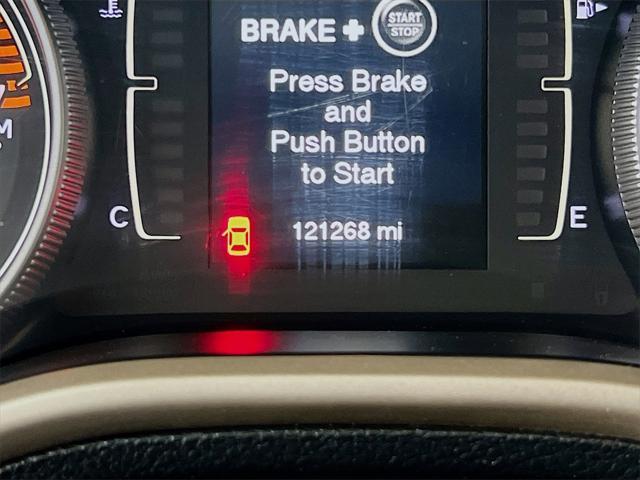 BRAKE + START
STOP
Press Brake
and
Push Button
to Start
121268 mi
C
E
M